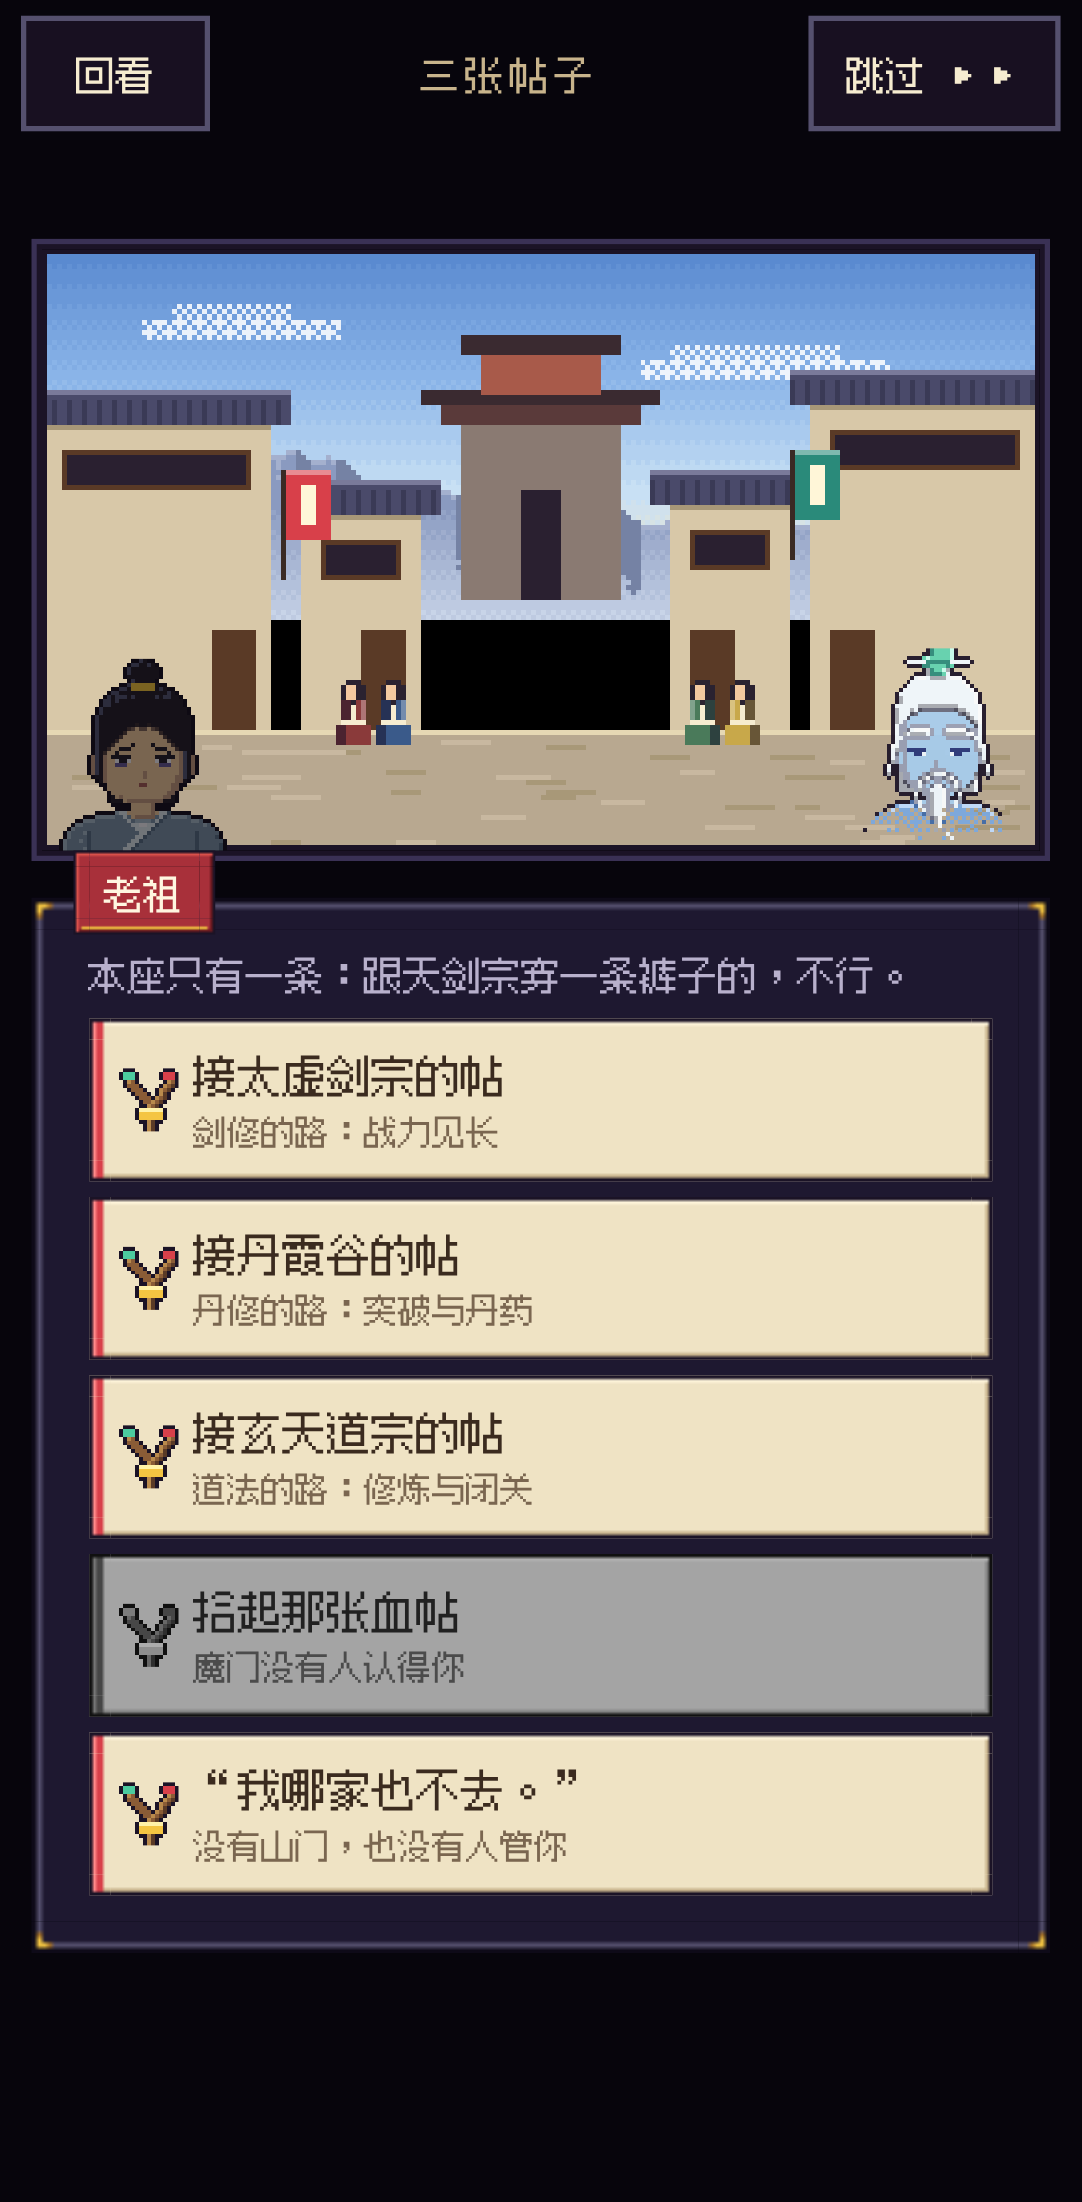 回看
三张帖子
跳过 ▶ ▶
老祖
本座只有一条：跟天剑宗穿一条裤子的，不行。
接太虚剑宗的帖
剑修的路：战力见长
接丹霞谷的帖
丹修的路：突破与丹药
接玄天道宗的帖
道法的路：修炼与闭关
拾起那张血帖
魔门没有人认得你
“我哪家也不去。”
没有山门，也没有人管你